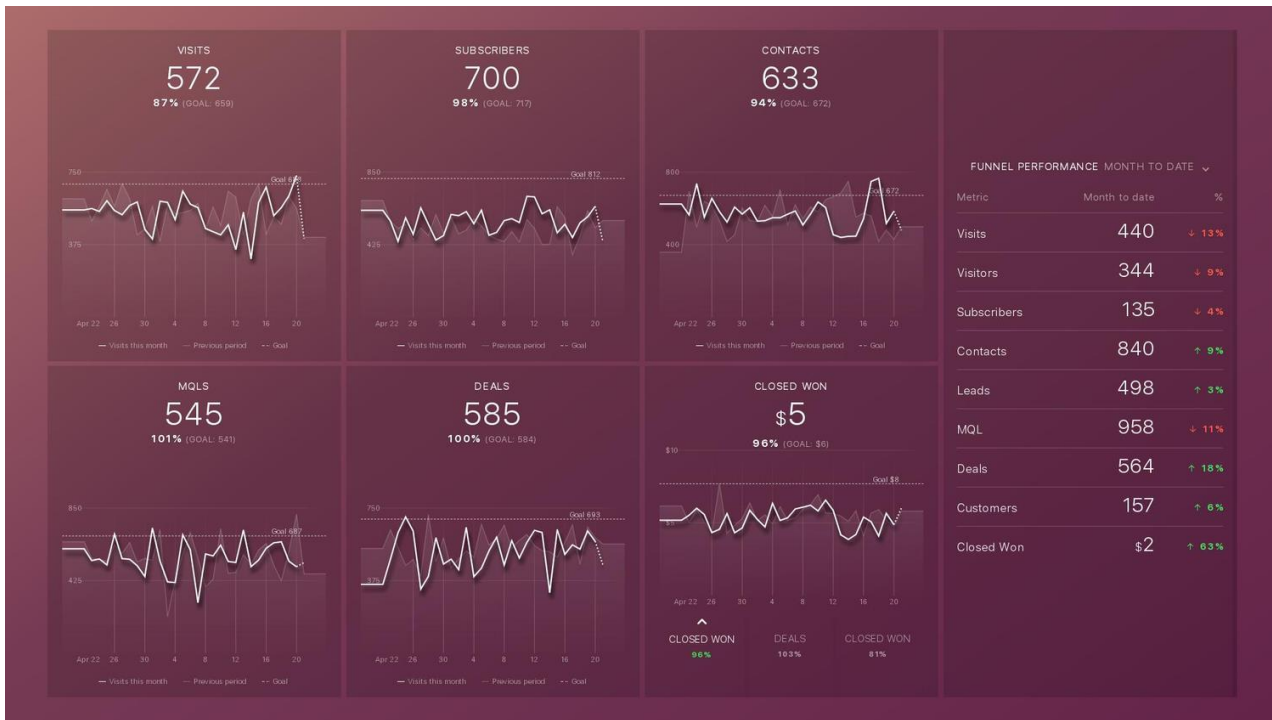 VISITS
572
87% (GOAL: 659)
750
375
Apr 22 26 30 4 8 12 16 20
Visits this month Previous period Goal
SUBSCRIBERS
700
98% (GOAL: 717)
850
Goal 812
425
Apr 22 26 30 4 8 12 16 20
Visits this month Previous period Goal
CONTACTS
633
94% (GOAL: 672)
800
Goal 672
400
Apr 22 26 30 4 8 12 16 20
Visits this month Previous period Goal
MQLS
545
101% (GOAL: 541)
850
Goal 687
425
Apr 22 26 30 4 8 12 16 20
Visits this month Previous period Goal
DEALS
585
100% (GOAL: 584)
750
Goal 693
375
Apr 22 26 30 4 8 12 16 20
Visits this month Previous period Goal
CLOSED WON
$5
96% (GOAL: $6)
$10
Goal $8
$5
Apr 22 26 30 4 8 12 16 20
CLOSED WON DEALS CLOSED WON
96% 103% 81%
FUNNEL PERFORMANCE MONTH TO DATE
Metric Month to date %
Visits 440 ↓ 13%
Visitors 344 ↓ 9%
Subscribers 135 ↓ 4%
Contacts 840 ↑ 9%
Leads 498 ↑ 3%
MQL 958 ↓ 11%
Deals 564 ↑ 18%
Customers 157 ↑ 6%
Closed Won $2 ↑ 63%